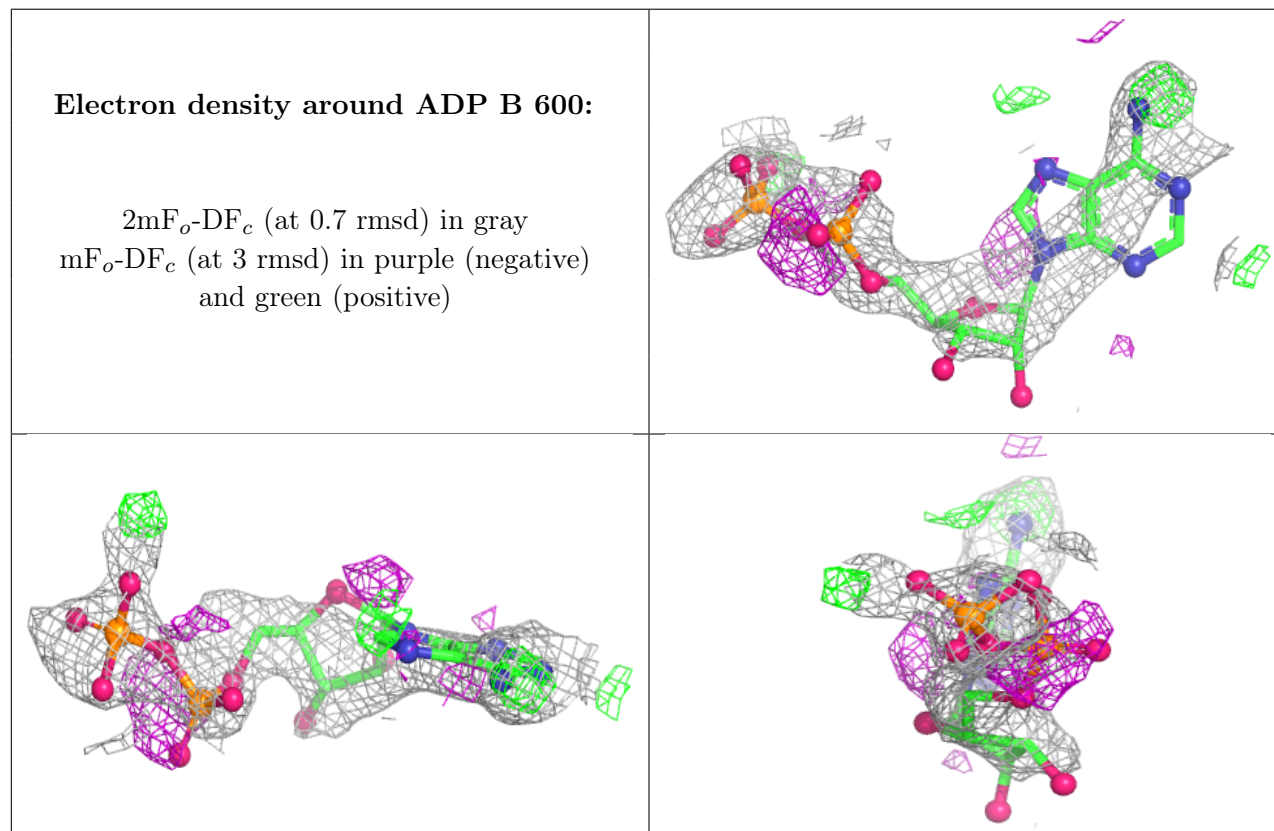 Electron density around ADP B 600:
2mFo-DFc (at 0.7 rmsd) in gray
mFo-DFc (at 3 rmsd) in purple (negative)
and green (positive)